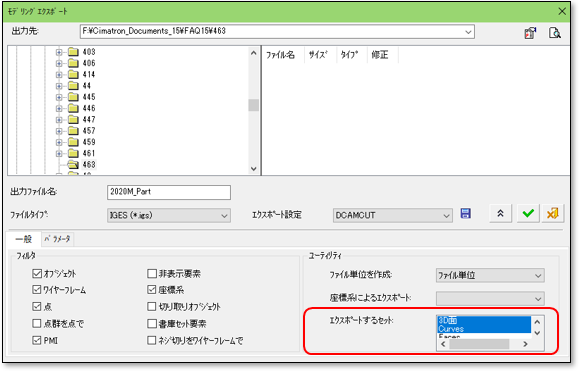 ﾓﾃﾞﾘﾝｸﾞ ｴｸｽﾎﾟｰﾄ
出力先:
F:¥Cimatron_Documents_15¥FAQ15¥463
403
406
414
44
445
446
447
457
459
461
463
ﾌｧｲﾙ名 ｻｲｽﾞ ﾀｲﾌﾟ 修正
出力ﾌｧｲﾙ名:
2020M_Part
ﾌｧｲﾙﾀｲﾌﾟ:
IGES (*.igs)
ｴｸｽﾎﾟｰﾄ設定
DCAMCUT
一般 ﾊﾟﾗﾒｰﾀ
ﾌｨﾙﾀ
ｵﾌﾞｼﾞｪｸﾄ
ﾜｲﾔｰﾌﾚｰﾑ
点
点群を点で
PMI
非表示要素
座標系
切り取りｵﾌﾞｼﾞｪｸﾄ
書庫ｾｯﾄ要素
ﾈｼﾞ切りをﾜｲﾔｰﾌﾚｰﾑで
ﾕｰﾃｨﾘﾃｨ
ﾌｧｲﾙ単位を作成:
ﾌｧｲﾙ単位
座標系によるｴｸｽﾎﾟｰﾄ:
ｴｸｽﾎﾟｰﾄするｾｯﾄ:
3D面
Curves
Faces